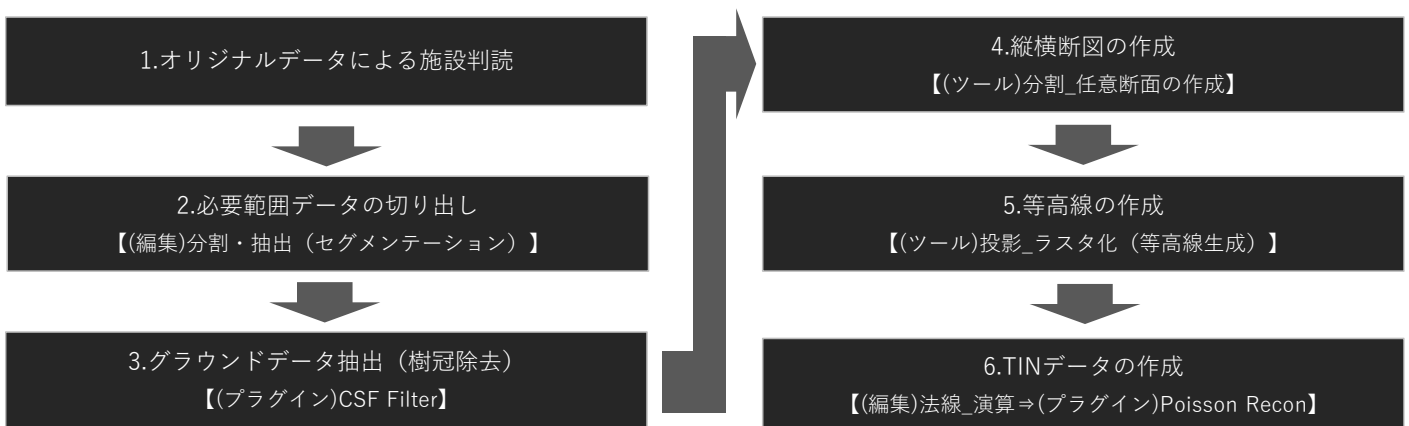 1.オリジナルデータによる施設判読
2.必要範囲データの切り出し
【(編集)分割・抽出（セグメンテーション）】
3.グラウンドデータ抽出（樹冠除去）
【(プラグイン)CSF Filter】
4.縦横断図の作成
【(ツール)分割_任意断面の作成】
5.等高線の作成
【(ツール)投影_ラスタ化（等高線生成）】
6.TINデータの作成
【(編集)法線_演算⇒(プラグイン)Poisson Recon】